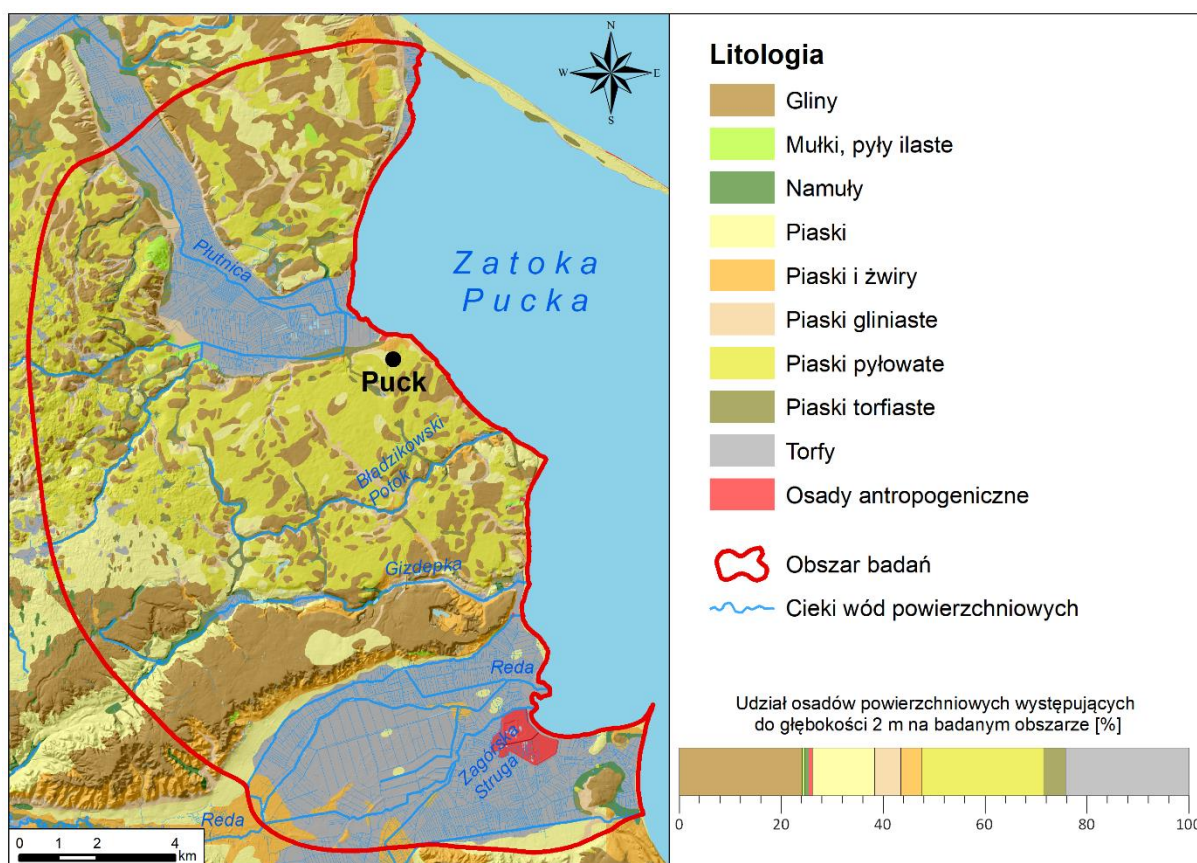 N
W
E
S
Zatoka
Pucka
Płutnica
Puck
Błądzikowski
Potok
Gizdepka
Reda
Zagórska
Struga
Reda
0 1 2 4
km
Litologia
Gliny
Mułki, pyły ilaste
Namuły
Piaski
Piaski i żwiry
Piaski gliniaste
Piaski pyłowate
Piaski torfiaste
Torfy
Osady antropogeniczne
Obszar badań
Cieki wód powierzchniowych
Udział osadów powierzchniowych występujących
do głębokości 2 m na badanym obszarze [%]
0 20 40 60 80 100